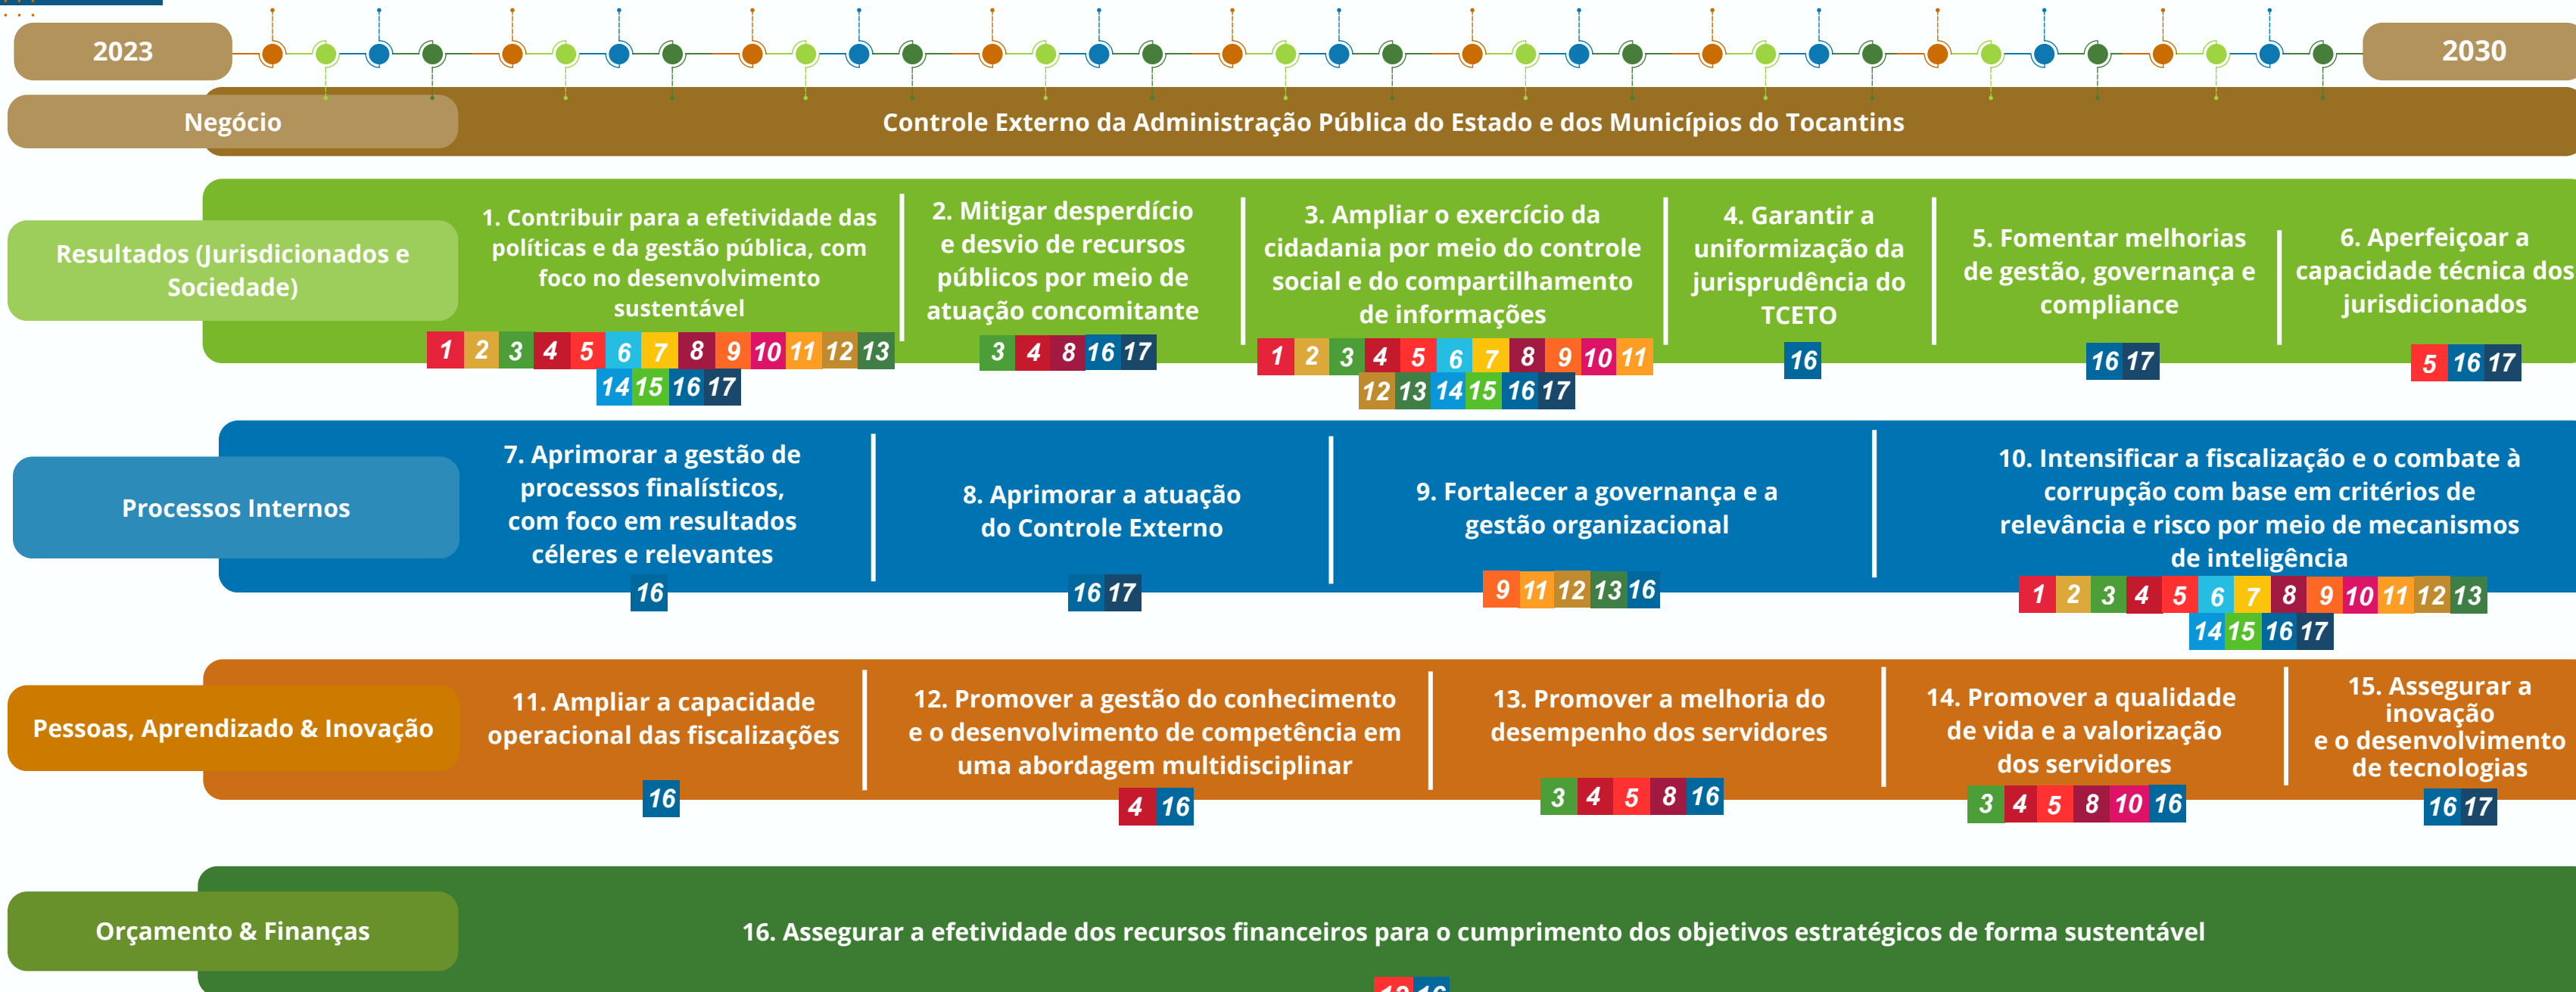 2023
2030
Negócio
Controle Externo da Administração Pública do Estado e dos Municípios do Tocantins
Resultados (Jurisdicionados e
Sociedade)
1. Contribuir para a efetividade das
políticas e da gestão pública, com
foco no desenvolvimento
sustentável
1 2 3 4 5 6 7 8 9 10 11 12 13
14 15 16 17
2. Mitigar desperdício
e desvio de recursos
públicos por meio de
atuação concomitante
3 4 8 16 17
3. Ampliar o exercício da
cidadania por meio do controle
social e do compartilhamento
de informações
1 2 3 4 5 6 7 8 9 10 11
12 13 14 15 16 17
4. Garantir a
uniformização da
jurisprudência do
TCETO
16
5. Fomentar melhorias
de gestão, governança e
compliance
16 17
6. Aperfeiçoar a
capacidade técnica dos
jurisdicionados
5 16 17
Processos Internos
7. Aprimorar a gestão de
processos finalísticos,
com foco em resultados
céleres e relevantes
16
8. Aprimorar a atuação
do Controle Externo
16 17
9. Fortalecer a governança e a
gestão organizacional
9 11 12 13 16
10. Intensificar a fiscalização e o combate à
corrupção com base em critérios de
relevância e risco por meio de mecanismos
de inteligência
1 2 3 4 5 6 7 8 9 10 11 12 13
14 15 16 17
Pessoas, Aprendizado & Inovação
11. Ampliar a capacidade
operacional das fiscalizações
16
12. Promover a gestão do conhecimento
e o desenvolvimento de competência em
uma abordagem multidisciplinar
4 16
13. Promover a melhoria do
desempenho dos servidores
3 4 5 8 16
14. Promover a qualidade
de vida e a valorização
dos servidores
3 4 5 8 10 16
15. Assegurar a
inovação
e o desenvolvimento
de tecnologias
16 17
Orçamento & Finanças
16. Assegurar a efetividade dos recursos financeiros para o cumprimento dos objetivos estratégicos de forma sustentável